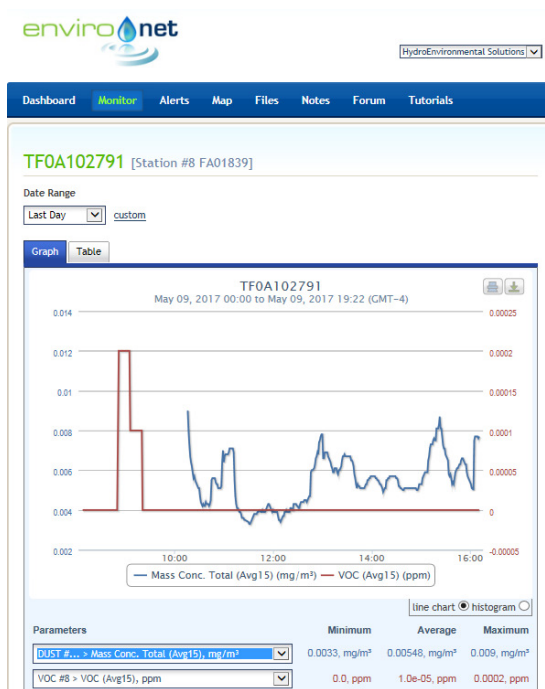 enviro net
HydroEnvironmental Solutions
Dashboard Monitor Alerts Map Files Notes Forum Tutorials
TF0A102791 [Station #8 FA01839]
Date Range
Last Day custom
Graph Table
TF0A102791
May 09, 2017 00:00 to May 09, 2017 19:22 (GMT-4)
0.014 0.00025
0.012 0.0002
0.01 0.00015
0.008 0.0001
0.006 0.00005
0.004 0
0.002 -0.00005
10:00 12:00 14:00 16:00
Mass Conc. Total (Avg15) (mg/m³) VOC (Avg15) (ppm)
line chart histogram
Parameters Minimum Average Maximum
DUST #... > Mass Conc. Total (Avg15), mg/m³ 0.0033, mg/m³ 0.00548, mg/m³ 0.009, mg/m³
VOC #8 > VOC (Avg15), ppm 0.0, ppm 1.0e-05, ppm 0.0002, ppm